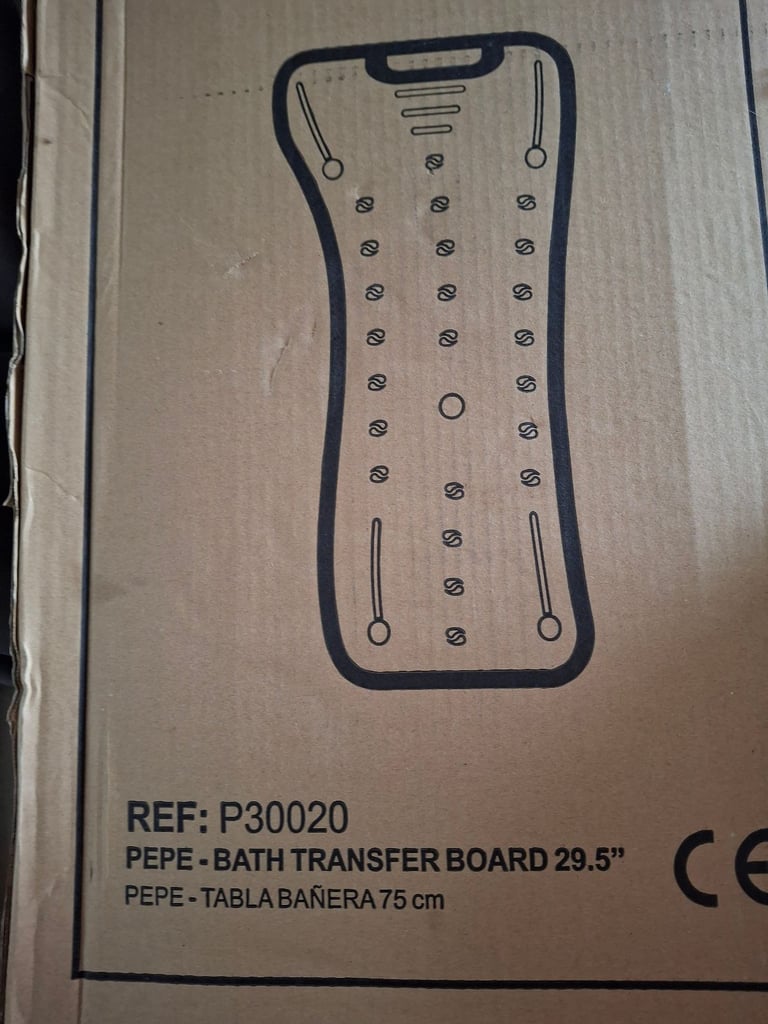 REF: P30020
PEPE - BATH TRANSFER BOARD 29.5”
PEPE - TABLA BAÑERA 75 cm
CE